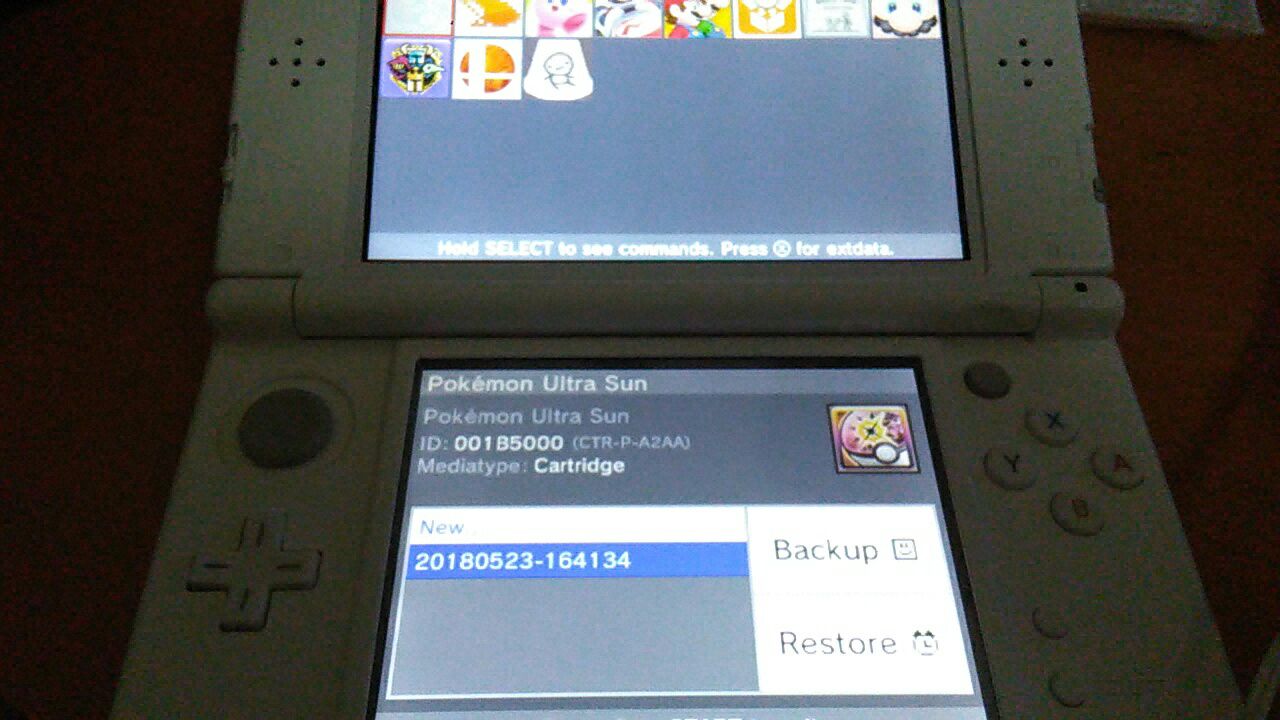 Hold SELECT to see commands. Press Ⓧ for extdata.
Pokémon Ultra Sun
Pokémon Ultra Sun
ID: 001B5000 (CTR-P-A2AA)
Mediatype: Cartridge
New...
20180523-164134
Backup
Restore
X
Y
A
B
START